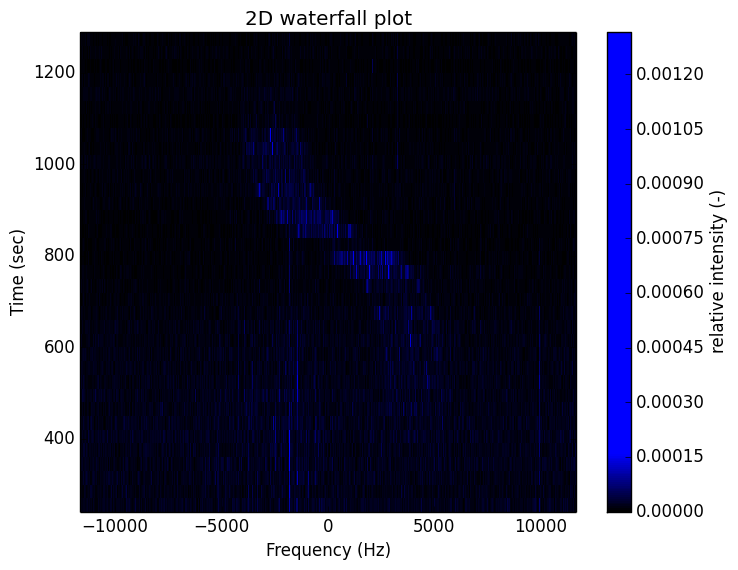 2D waterfall plot
1200
1000
800
600
400
Time (sec)
−10000 −5000 0 5000 10000
Frequency (Hz)
0.00120
0.00105
0.00090
0.00075
0.00060
0.00045
0.00030
0.00015
0.00000
relative intensity (-)